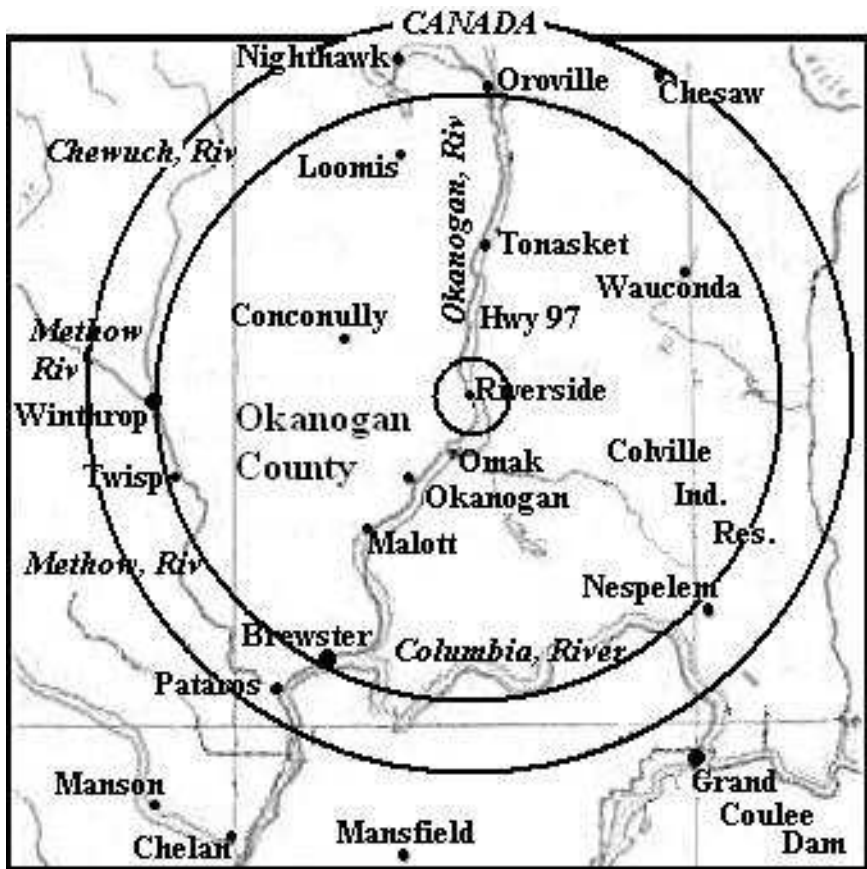 CANADA
Nighthawk
Oroville
Chesaw
Chewuch, Riv
Loomis
Okanogan, Riv
Tonasket
Wauconda
Conconully
Hwy 97
Methow
Riv
Riverside
Winthrop
Okanogan
County
Omak
Colville
Twisp
Okanogan
Ind.
Malott
Res.
Methow, Riv
Nespelem
Brewster
Columbia, River
Pataros
Manson
Grand
Coulee
Dam
Chelan
Mansfield